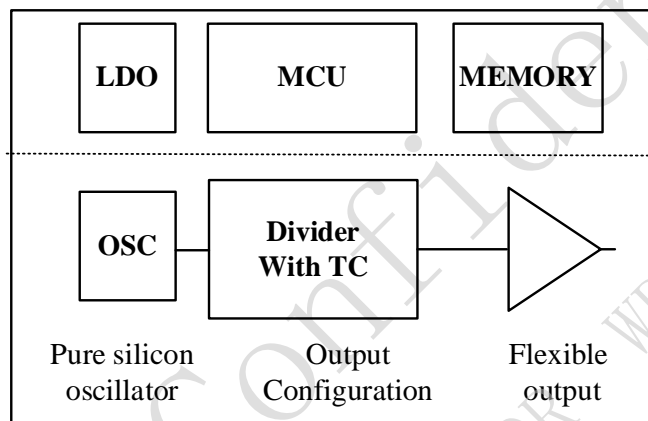 LDO
MCU
MEMORY
OSC
Divider
With TC
Pure silicon
oscillator
Output
Configuration
Flexible
output